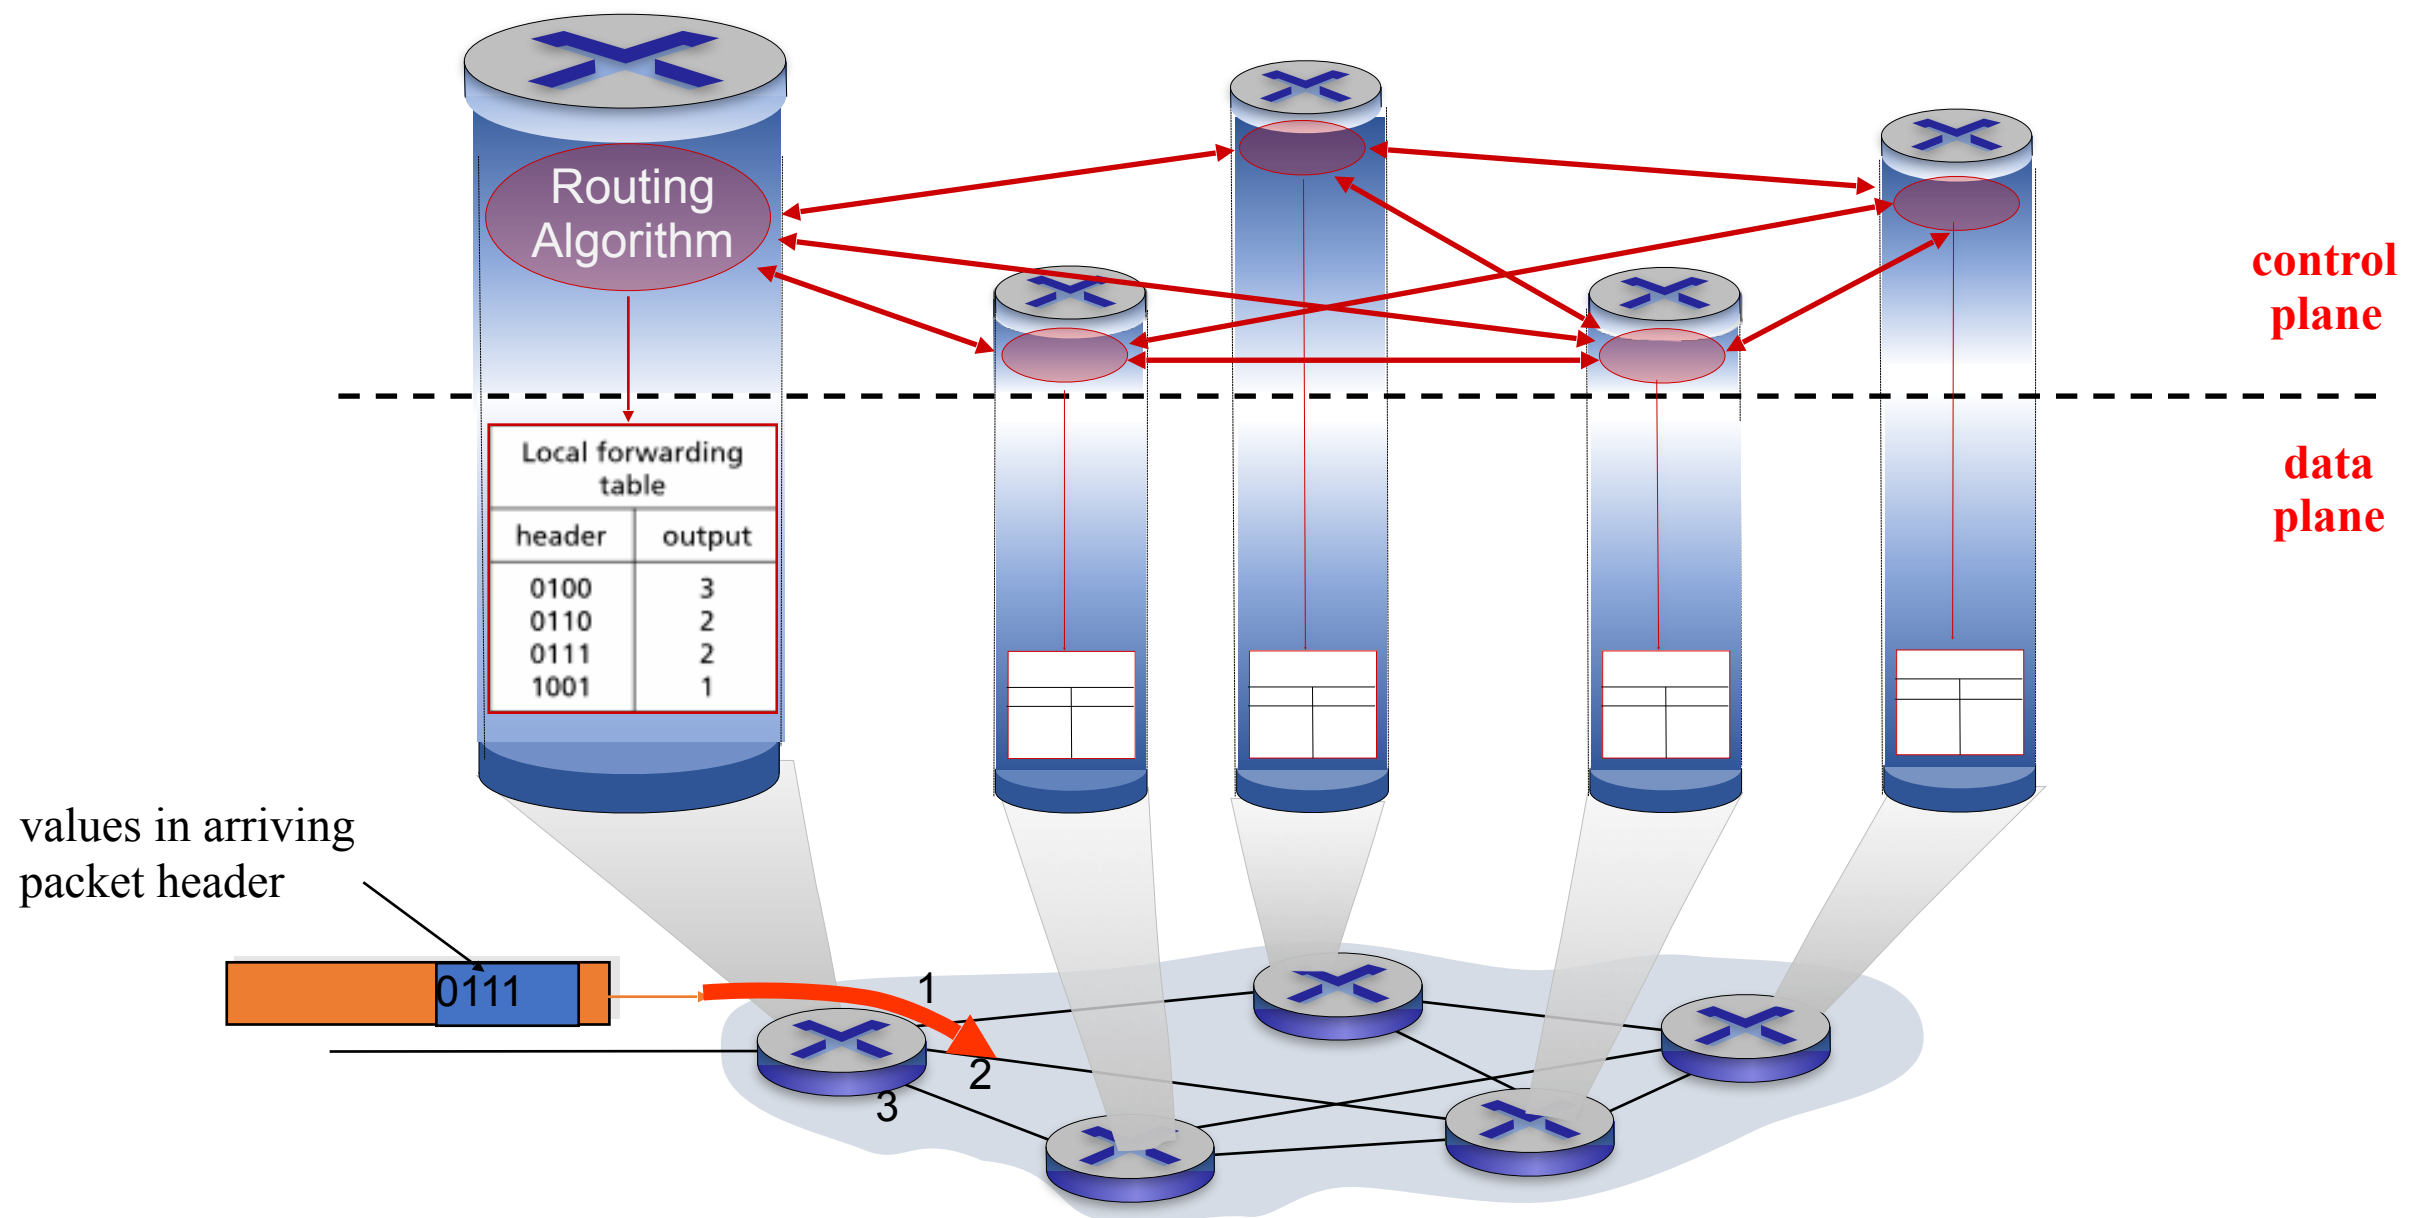 Routing
Algorithm
control
plane
data
plane
Local forwarding
table
header output
0100 3
0110 2
0111 2
1001 1
values in arriving
packet header
0111
1
2
3